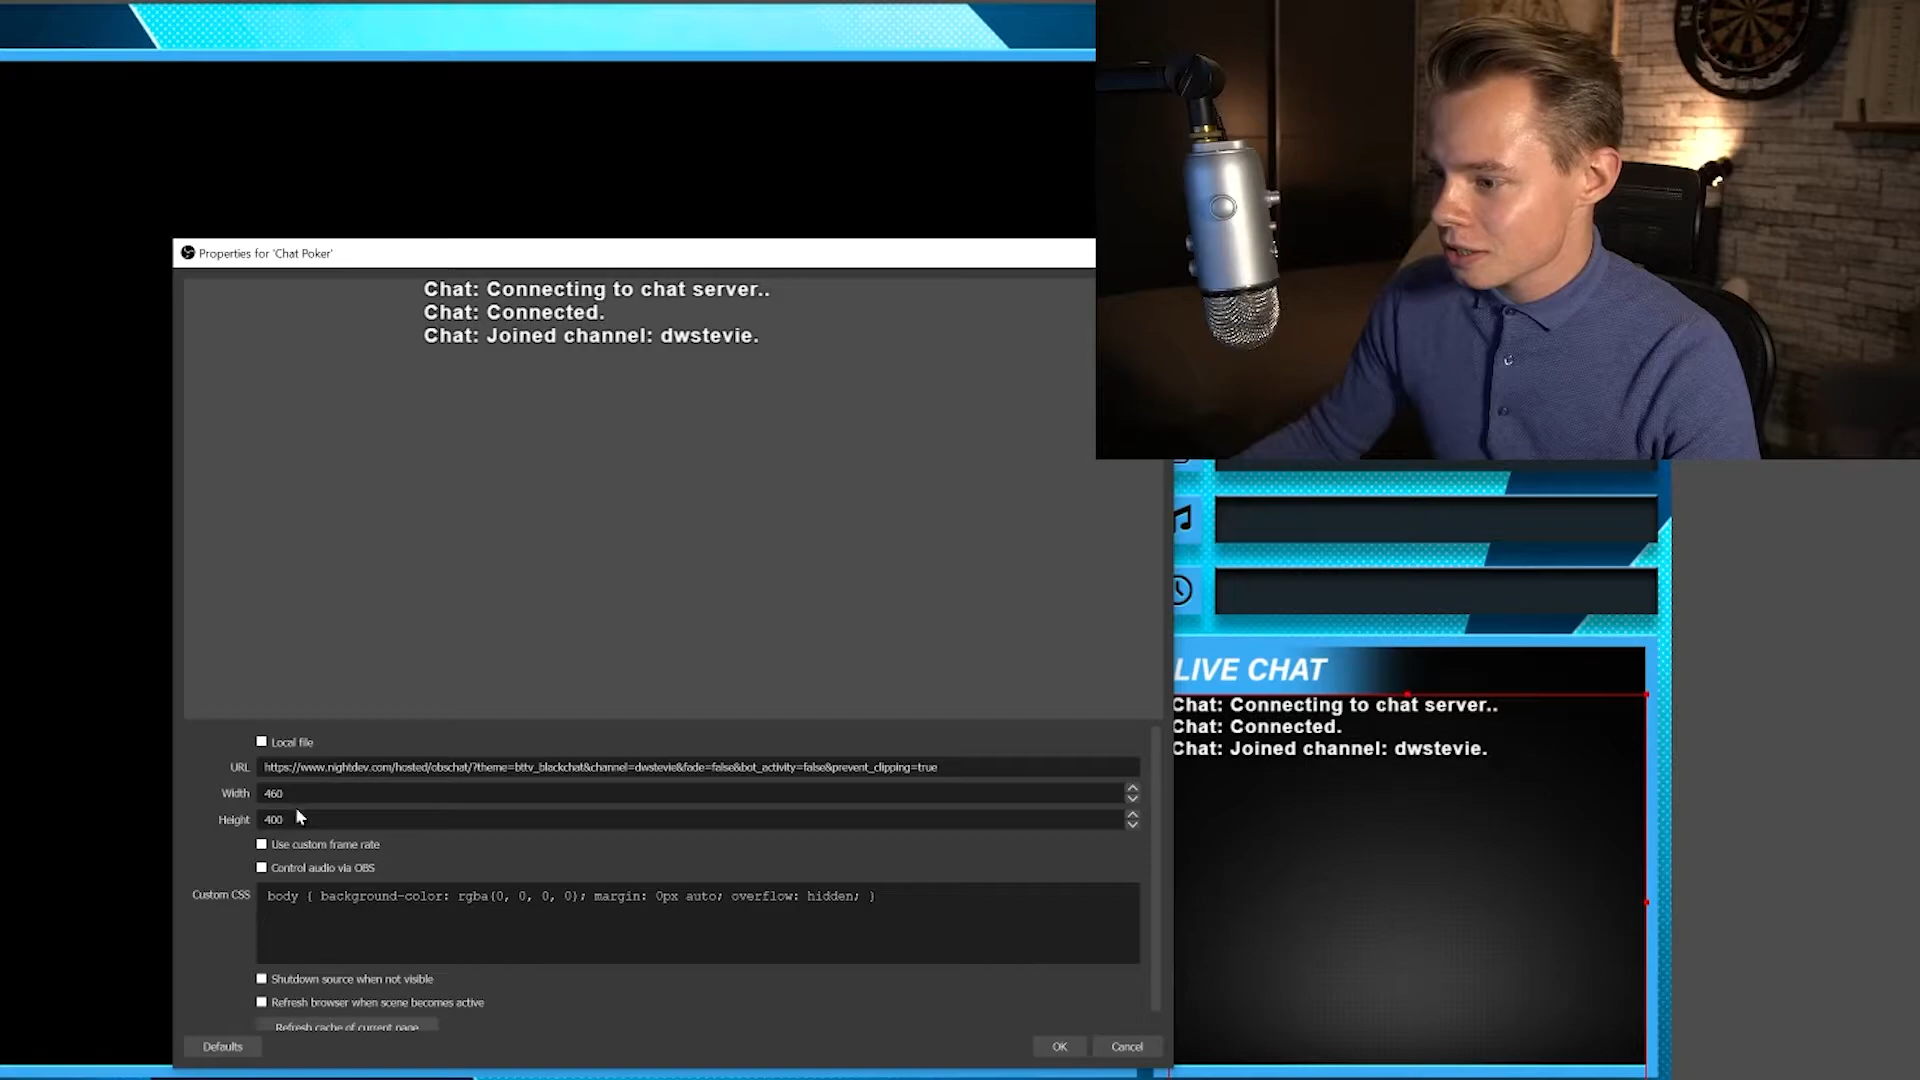 Properties for 'Chat Poker'
Chat: Connecting to chat server..
Chat: Connected.
Chat: Joined channel: dwstevie.
Local file
URL https://www.nightdev.com/hosted/obschat/?theme=bttv_blackchat&channel=dwstevie&fade=false&bot_activity=false&prevent_clipping=true
Width 460
Height 400
Use custom frame rate
Control audio via OBS
Custom CSS body { background-color: rgba(0, 0, 0, 0); margin: 0px auto; overflow: hidden; }
Shutdown source when not visible
Refresh browser when scene becomes active
Refresh cache of current page
Defaults
OK
Cancel
LIVE CHAT
Chat: Connecting to chat server..
Chat: Connected.
Chat: Joined channel: dwstevie.